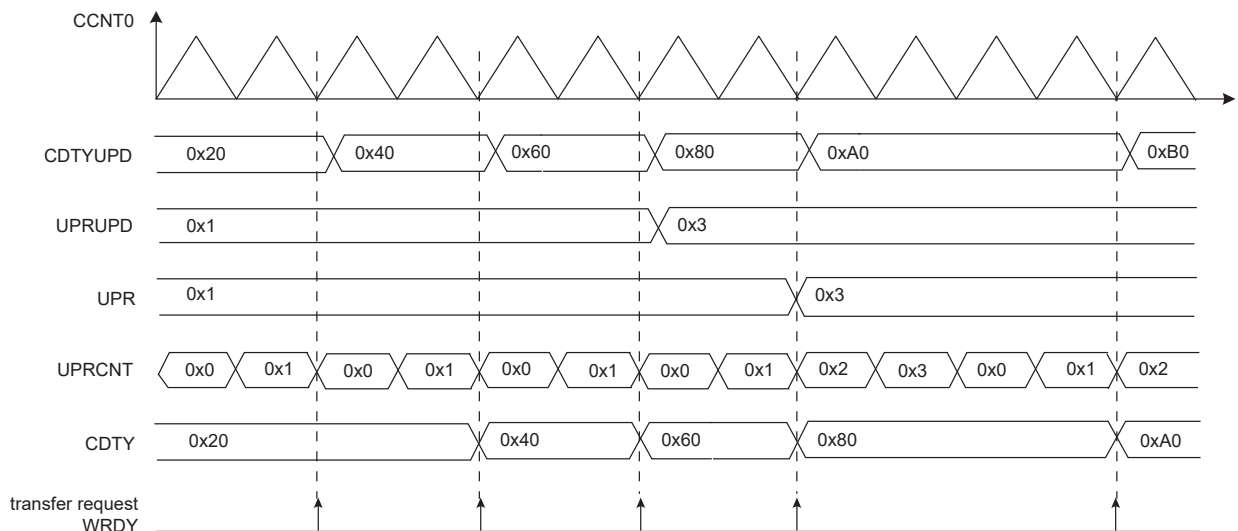 CCNT0
CDTYUPD 0x20 0x40 0x60 0x80 0xA0 0xB0
UPRUPD 0x1 0x3
UPR 0x1 0x3
UPRCNT 0x0 0x1 0x0 0x1 0x0 0x1 0x0 0x1 0x2 0x3 0x0 0x1 0x2
CDTY 0x20 0x40 0x60 0x80 0xA0
transfer request
WRDY